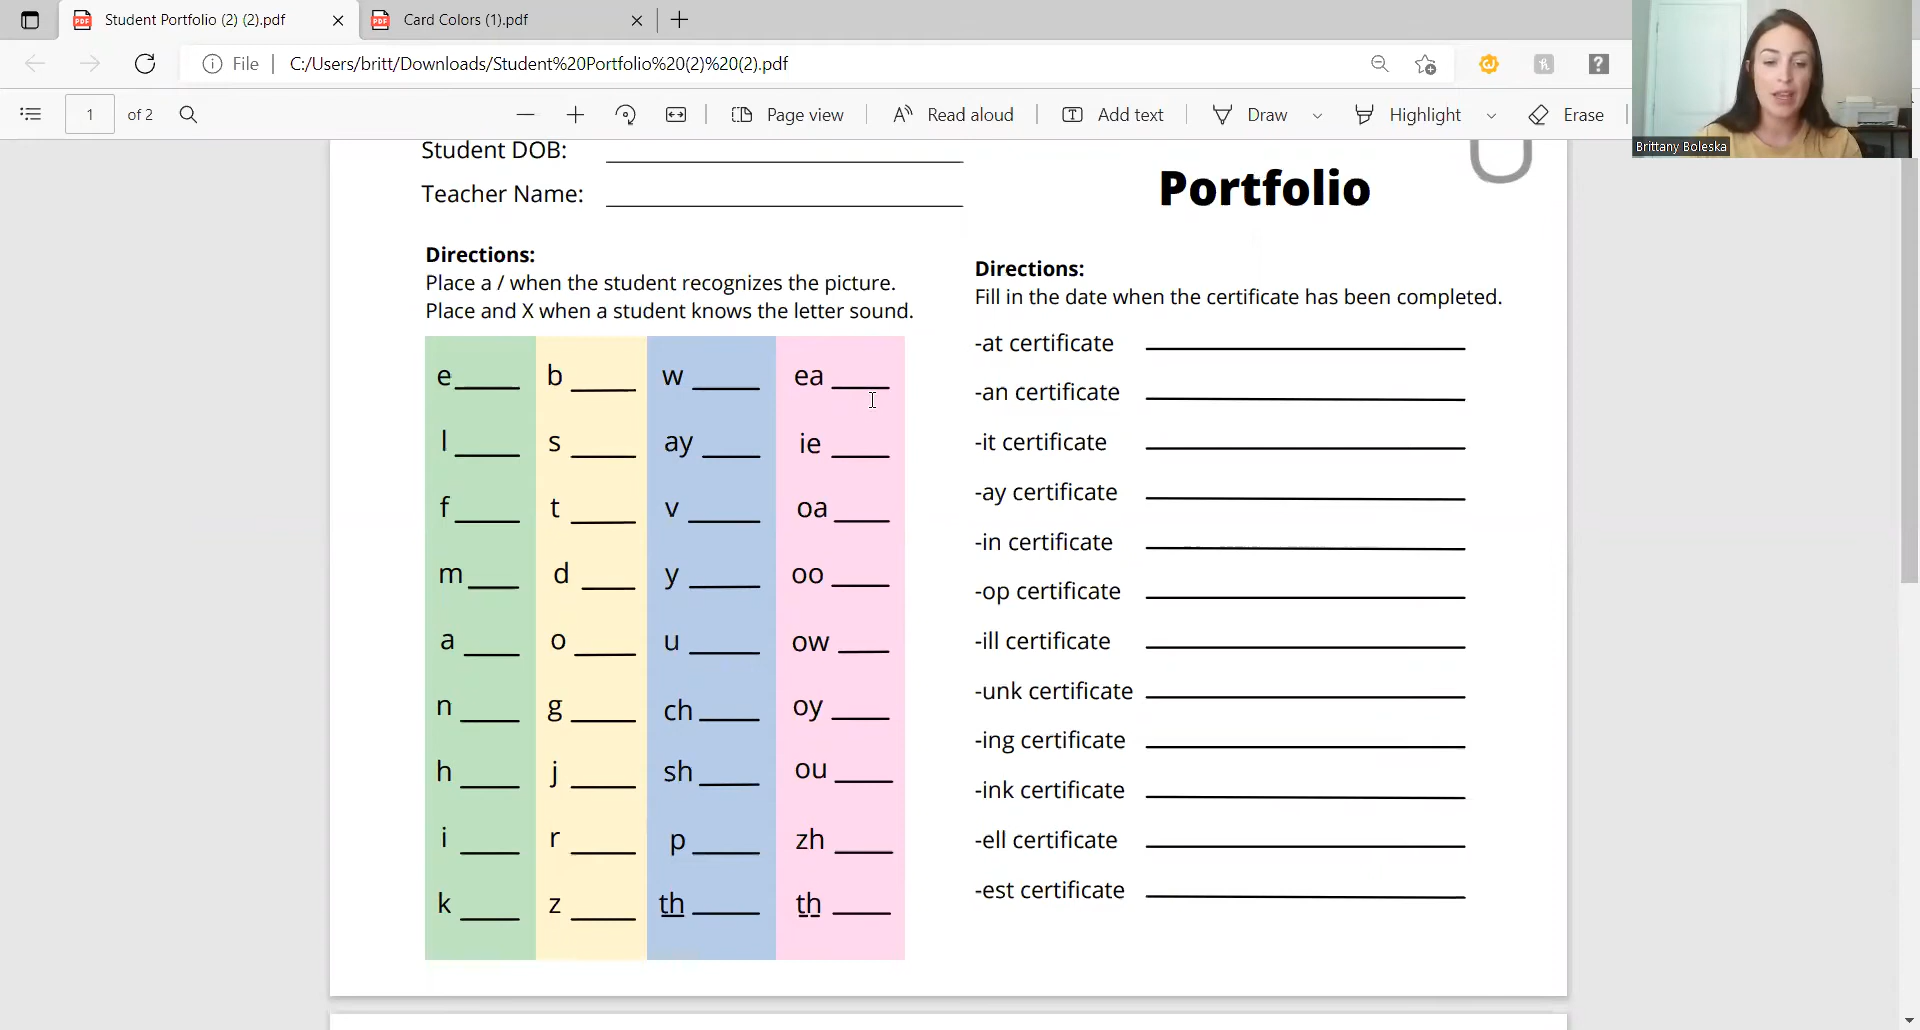 Student Portfolio (2) (2).pdf
Card Colors (1).pdf
File
C:/Users/britt/Downloads/Student%20Portfolio%20(2)%20(2).pdf
1 of 2
Page view
Read aloud
Add text
Draw
Highlight
Erase
Brittany Boleska
Student DOB:
Teacher Name:
Portfolio
Directions:
Place a / when the student recognizes the picture.
Place and X when a student knows the letter sound.
e b w ea
l s ay ie
f t v oa
m d y oo
a o u ow
n g ch oy
h j sh ou
i r p zh
k z th th
Directions:
Fill in the date when the certificate has been completed.
-at certificate
-an certificate
-it certificate
-ay certificate
-in certificate
-op certificate
-ill certificate
-unk certificate
-ing certificate
-ink certificate
-ell certificate
-est certificate